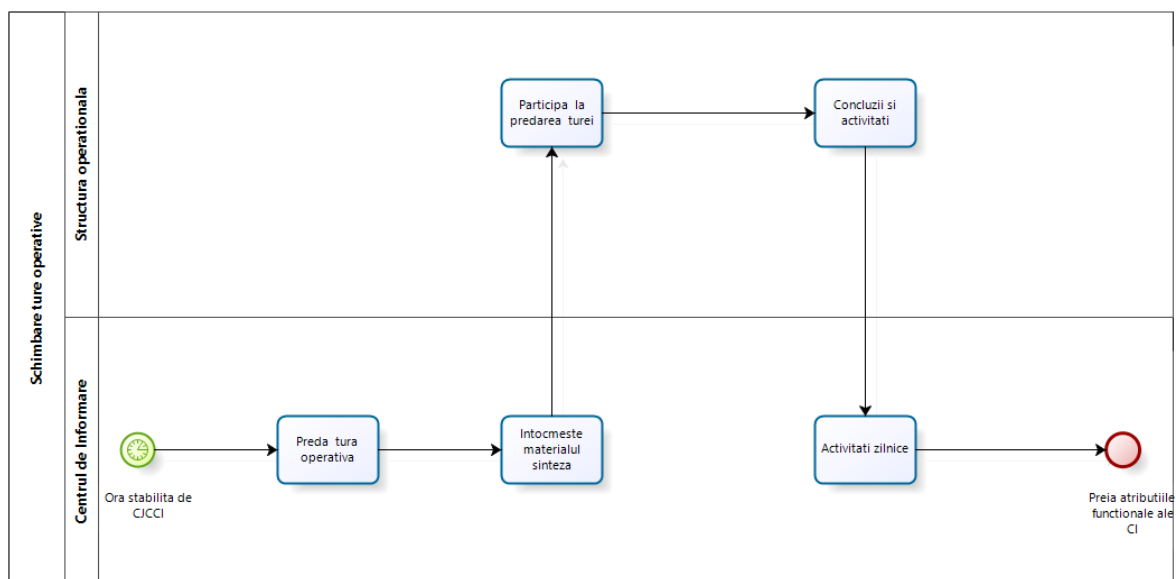 Schimbare ture operative
Structura operationala
Participa la
predarea turei
Concluzii si
activitati
Centrul de Informare
Ora stabilita de
CJCCI
Preda tura
operativa
Intocmeste
materialul
sinteza
Activitati zilnice
Preia atributiile
functionale ale
CI